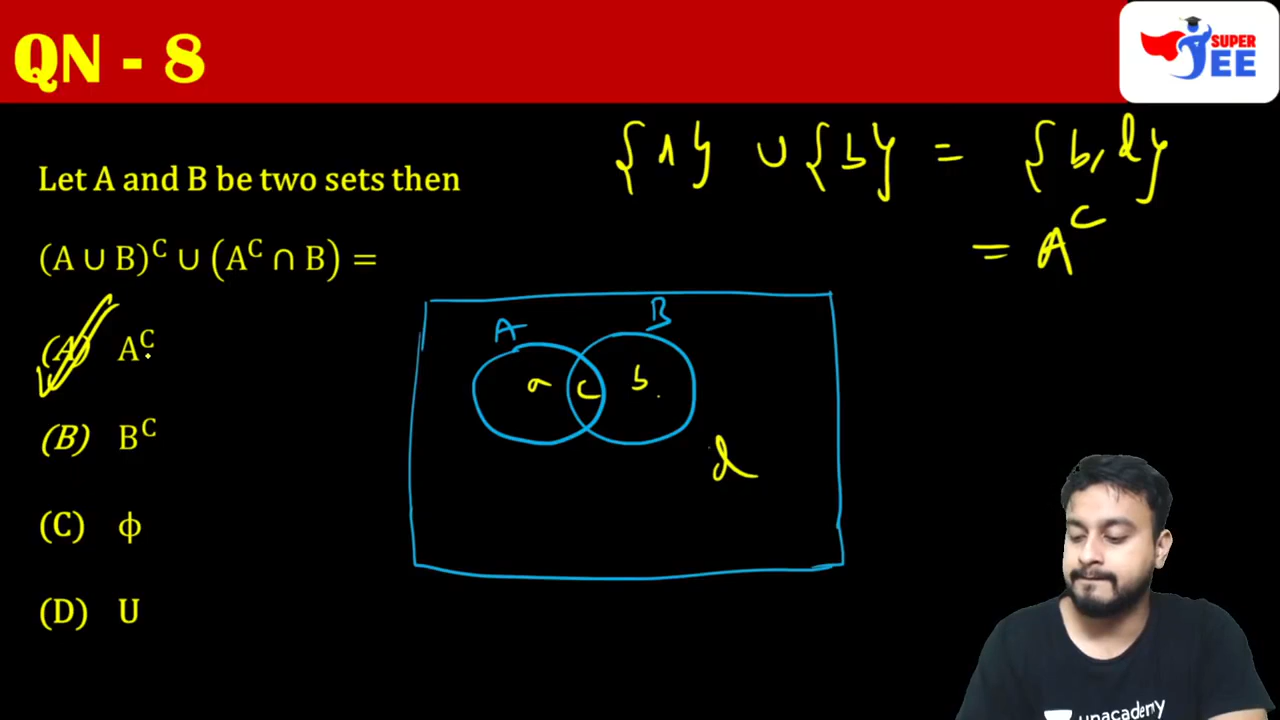 QN - 8
SUPER
JEE
Let A and B be two sets then
(A ∪ B)^C ∪ (A^C ∩ B) =
(A) A^C
(B) B^C
(C) ϕ
(D) U
{d} ∪ {b} = {b, d}
= A^C
A B
a c b
d
unacademy